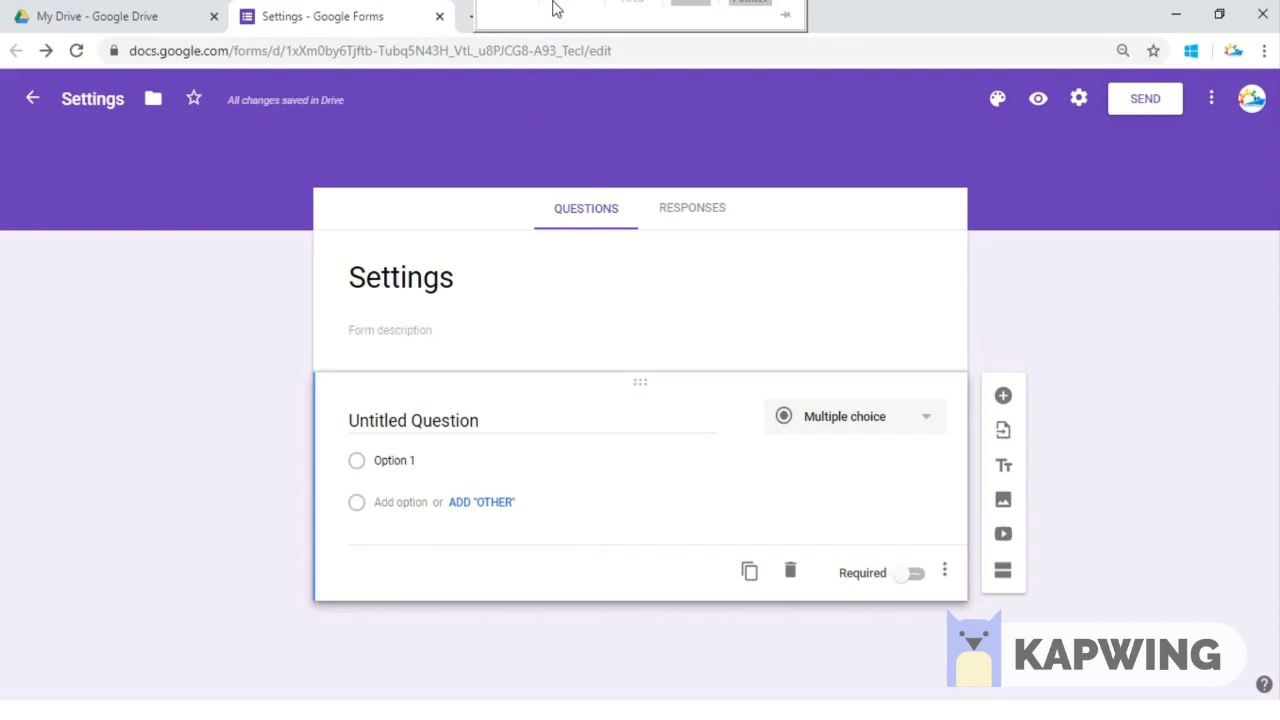 My Drive - Google Drive
Settings - Google Forms
docs.google.com/forms/d/1xXm0by6Tjftb-Tubq5N43H_VtL_u8PJCG8-A93_TecI/edit
Settings
All changes saved in Drive
SEND
QUESTIONS
RESPONSES
Settings
Form description
Untitled Question
Multiple choice
Option 1
Add option or ADD "OTHER"
Required
KAPWING